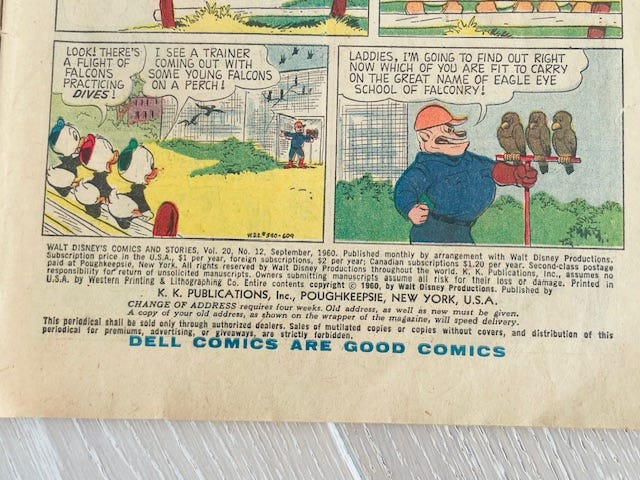 LOOK! THERE'S
A FLIGHT OF
FALCONS
PRACTICING
DIVES!
I SEE A TRAINER
COMING OUT WITH
SOME YOUNG FALCONS
ON A PERCH!
W.D.C.#240-609
LADDIES, I'M GOING TO FIND OUT RIGHT
NOW WHICH OF YOU ARE FIT TO CARRY
ON THE GREAT NAME OF EAGLE EYE
SCHOOL OF FALCONRY!
WALT DISNEY'S COMICS AND STORIES, Vol. 20, No. 12, September, 1960. Published monthly by arrangement with Walt Disney Productions.
Subscription price in the U.S.A., $1 per year, foreign subscriptions, $2 per year; Canadian subscriptions $1.20 per year. Second-class postage
paid at Poughkeepsie, New York. All rights reserved by Walt Disney Productions throughout the world. K. K. Publications, Inc., assumes no
responsibility for return of unsolicited manuscripts. Owners submitting manuscripts assume all risk for their loss or damage. Printed in
U.S.A. by Western Printing & Lithographing Co. Entire contents copyright © 1960, by Walt Disney Productions. Published by
K. K. PUBLICATIONS, Inc., POUGHKEEPSIE, NEW YORK, U.S.A.
CHANGE OF ADDRESS requires four weeks. Old address, as well as new must be given.
A copy of your old address, as shown on the wrapper of the magazine, will speed delivery.
This periodical shall be sold only through authorized dealers. Sales of mutilated copies or copies without covers, and distribution of this
periodical for premiums, advertising, or giveaways, are strictly forbidden.
DELL COMICS ARE GOOD COMICS